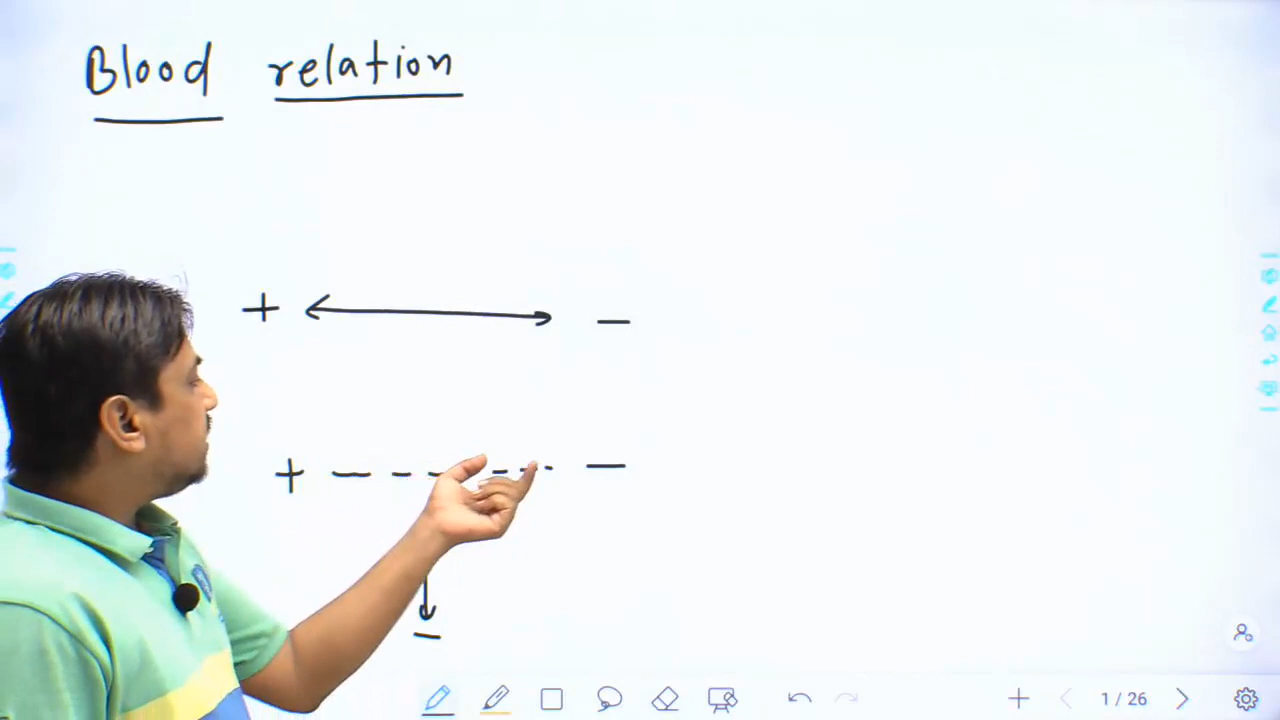 Blood relation
+ ⟷ –
+ – – – – – –
↓
–
1 / 26